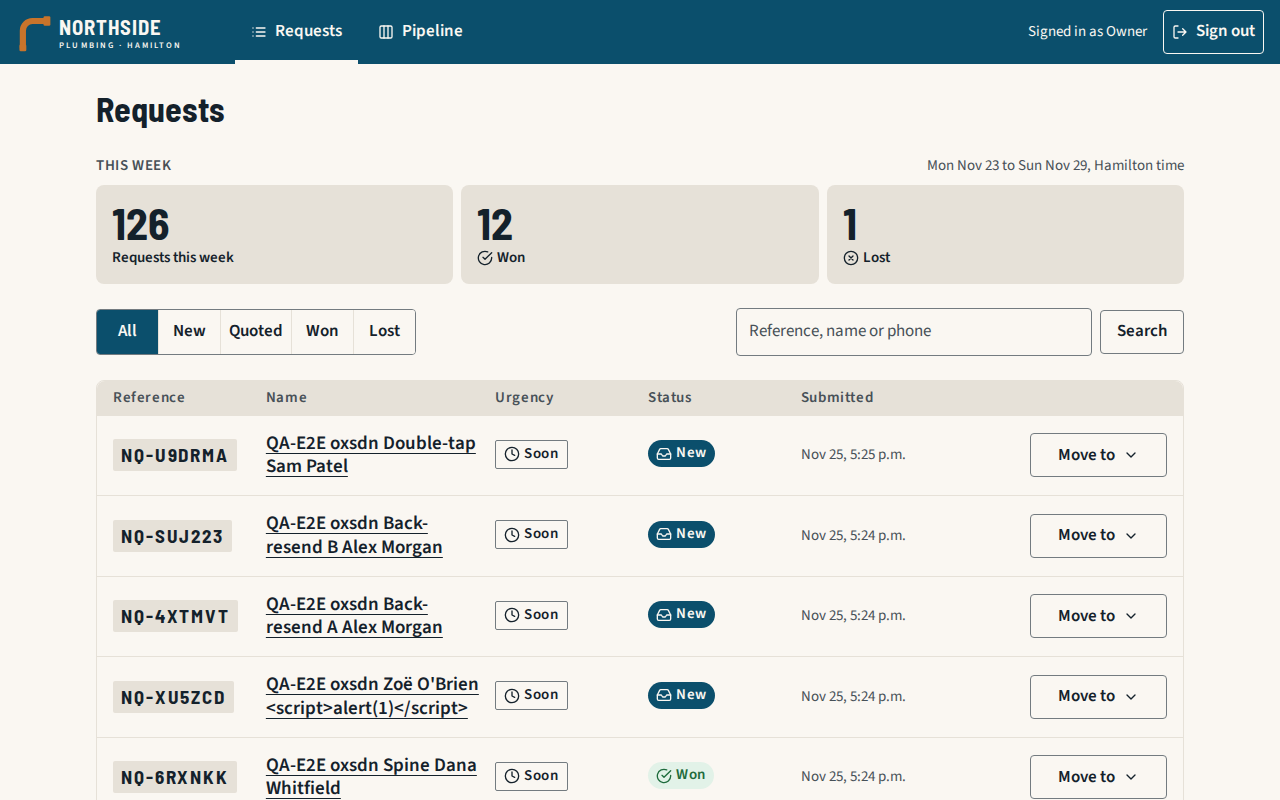 NORTHSIDE
PLUMBING · HAMILTON
Requests
Pipeline
Signed in as Owner
Sign out
Requests
THIS WEEK
Mon Nov 23 to Sun Nov 29, Hamilton time
126
Requests this week
12
Won
1
Lost
All
New
Quoted
Won
Lost
Reference, name or phone
Search
Reference
Name
Urgency
Status
Submitted
NQ-U9DRMA
QA-E2E oxsdn Double-tap
Sam Patel
Soon
New
Nov 25, 5:25 p.m.
Move to
NQ-SUJ223
QA-E2E oxsdn Back-
resend B Alex Morgan
Soon
New
Nov 25, 5:24 p.m.
Move to
NQ-4XTMVT
QA-E2E oxsdn Back-
resend A Alex Morgan
Soon
New
Nov 25, 5:24 p.m.
Move to
NQ-XU5ZCD
QA-E2E oxsdn Zoë O'Brien
<script>alert(1)</script>
Soon
New
Nov 25, 5:24 p.m.
Move to
NQ-6RXNKK
QA-E2E oxsdn Spine Dana
Whitfield
Soon
Won
Nov 25, 5:24 p.m.
Move to